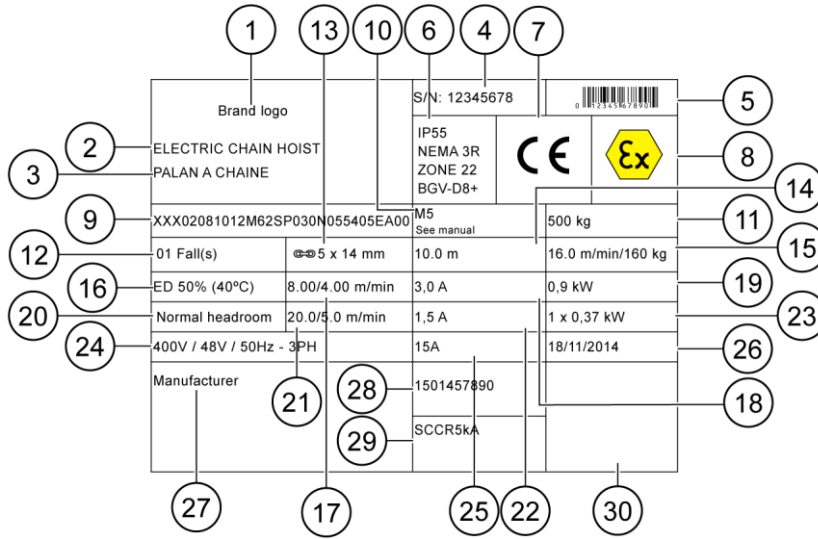 1
13
10
6
4
7
Brand logo
S/N: 12345678
0 12345 67890
5
2
ELECTRIC CHAIN HOIST
3
PALAN A CHAINE
IP55
NEMA 3R
ZONE 22
BGV-D8+
CE
Ex
8
14
9
XXX02081012M62SP030N055405EA00
M5
See manual
500 kg
11
12
01 Fall(s)
5 x 14 mm
10.0 m
16.0 m/min/160 kg
15
16
ED 50% (40ºC)
8.00/4.00 m/min
3,0 A
0,9 kW
19
20
Normal headroom
20.0/5.0 m/min
1,5 A
1 x 0,37 kW
23
24
400V / 48V / 50Hz - 3PH
15A
18/11/2014
26
Manufacturer
21
28
1501457890
18
29
SCCR5kA
27
17
25
22
30